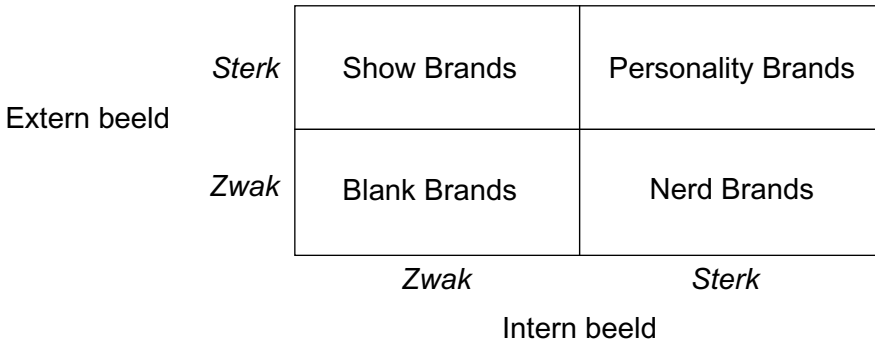 Sterk Show Brands Personality Brands
Extern beeld
Zwak Blank Brands Nerd Brands
Zwak Sterk
Intern beeld